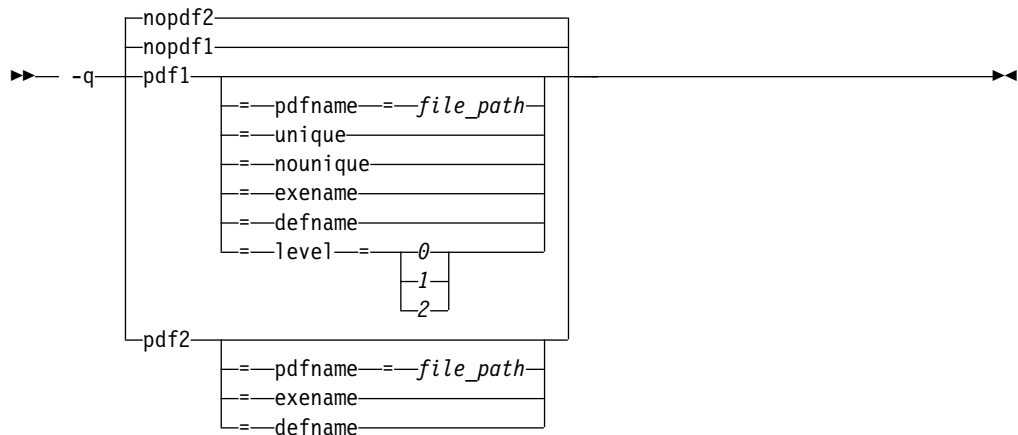 nopdf2
nopdf1
-q pdf1
= pdfname = file_path
= unique
= nounique
= exename
= defname
= level = 0
1
2
pdf2
= pdfname = file_path
= exename
= defname